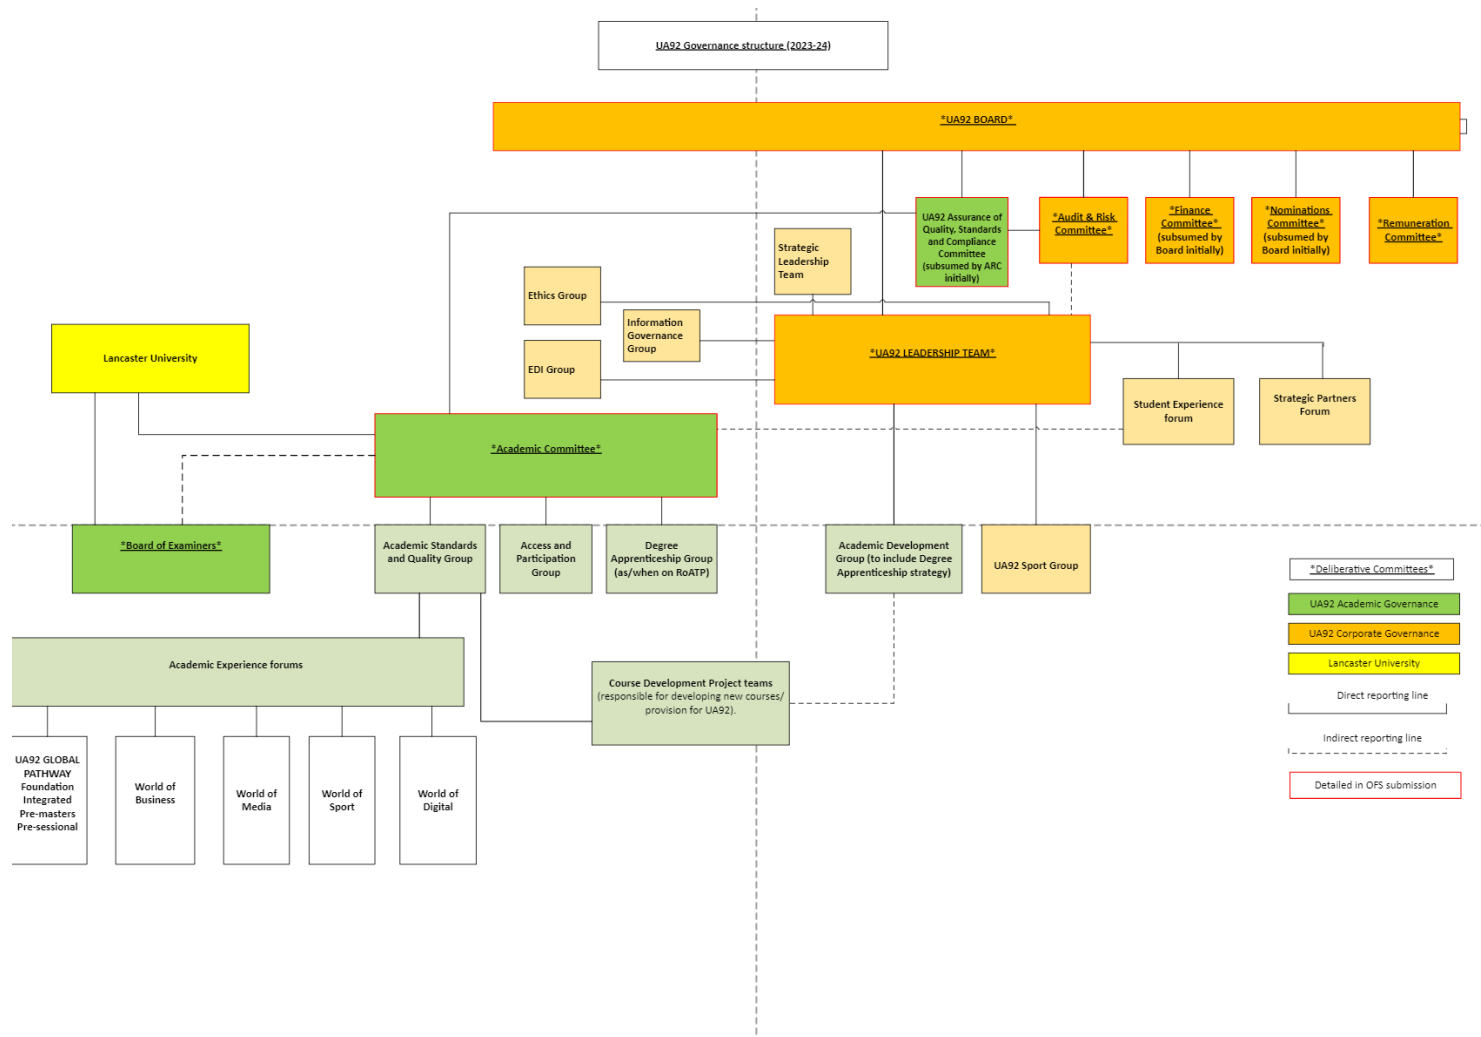 UA92 Governance structure (2023-24)
*UA92 BOARD*
UA92 Assurance of
Quality, Standards
and Compliance
Committee
(subsumed by ARC
initially)
*Audit & Risk
Committee*
*Finance
Committee*
(subsumed by
Board initially)
*Nominations
Committee*
(subsumed by
Board initially)
*Remuneration
Committee*
Strategic
Leadership
Team
Ethics Group
Information
Governance
Group
EDI Group
*UA92 LEADERSHIP TEAM*
Lancaster University
Student Experience
forum
Strategic Partners
Forum
*Academic Committee*
*Board of Examiners*
Academic Standards
and Quality Group
Access and
Participation
Group
Degree
Apprenticeship Group
(as/when on RoATP)
Academic Development
Group (to include Degree
Apprenticeship strategy)
UA92 Sport Group
*Deliberative Committees*
UA92 Academic Governance
UA92 Corporate Governance
Lancaster University
Direct reporting line
Indirect reporting line
Detailed in OFS submission
Academic Experience forums
Course Development Project teams
(responsible for developing new courses/
provision for UA92).
UA92 GLOBAL
PATHWAY
Foundation
Integrated
Pre-masters
Pre-sessional
World of
Business
World of
Media
World of
Sport
World of
Digital